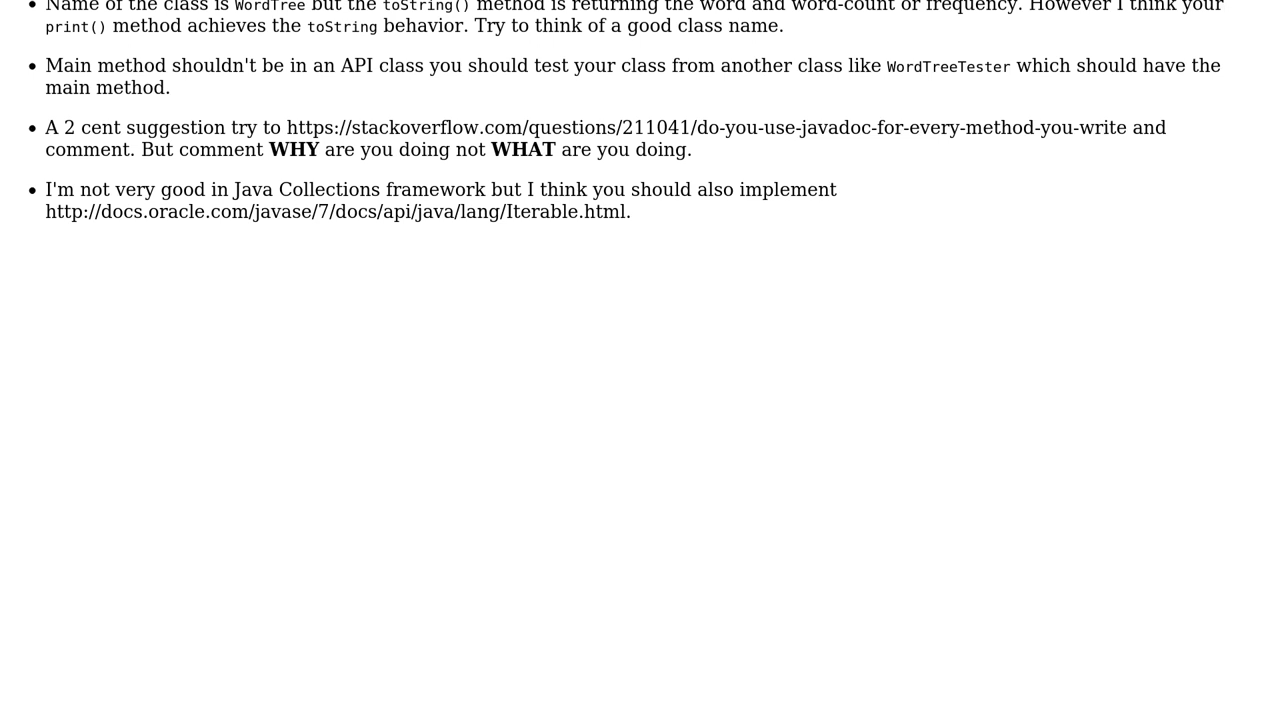 Name of the class is WordTree but the toString() method is returning the word and word-count or frequency. However I think your
print() method achieves the toString behavior. Try to think of a good class name.
Main method shouldn't be in an API class you should test your class from another class like WordTreeTester which should have the
main method.
A 2 cent suggestion try to https://stackoverflow.com/questions/211041/do-you-use-javadoc-for-every-method-you-write and
comment. But comment WHY are you doing not WHAT are you doing.
I'm not very good in Java Collections framework but I think you should also implement
http://docs.oracle.com/javase/7/docs/api/java/lang/Iterable.html.